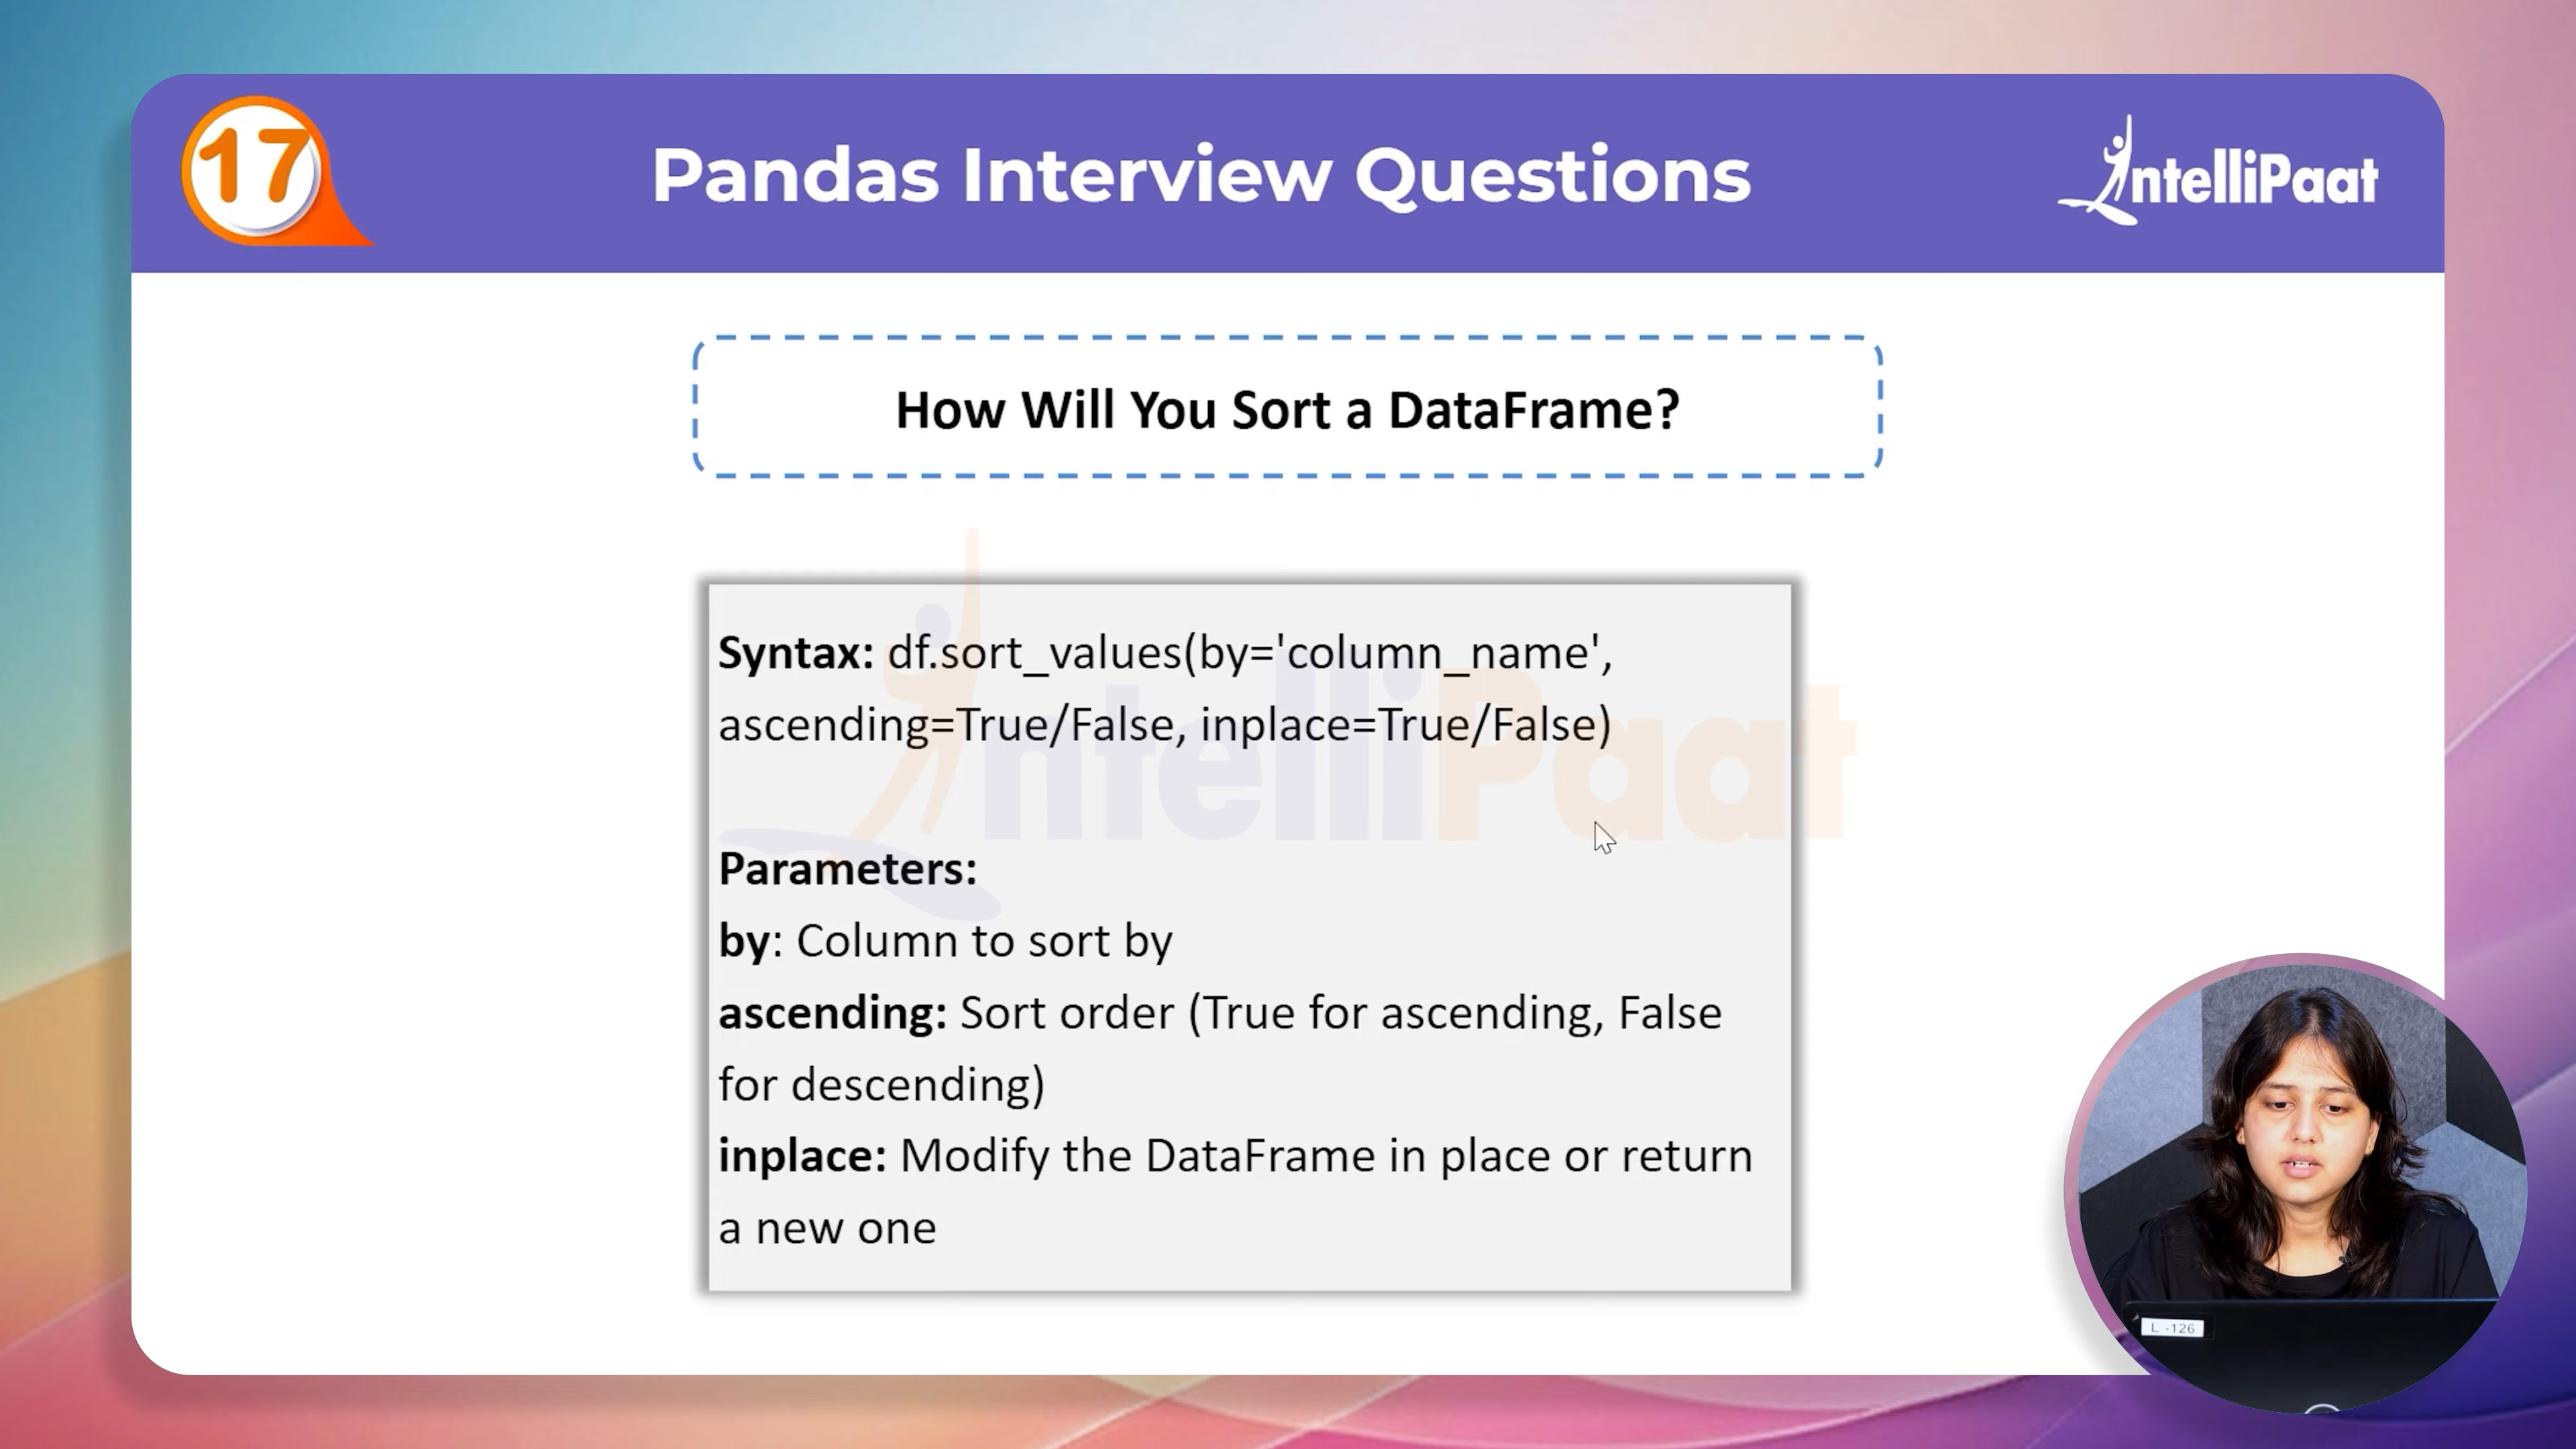 17
Pandas Interview Questions
IntelliPaat
How Will You Sort a DataFrame?
Syntax: df.sort_values(by='column_name',
ascending=True/False, inplace=True/False)
Parameters:
by: Column to sort by
ascending: Sort order (True for ascending, False
for descending)
inplace: Modify the DataFrame in place or return
a new one
IntelliPaat
L -126